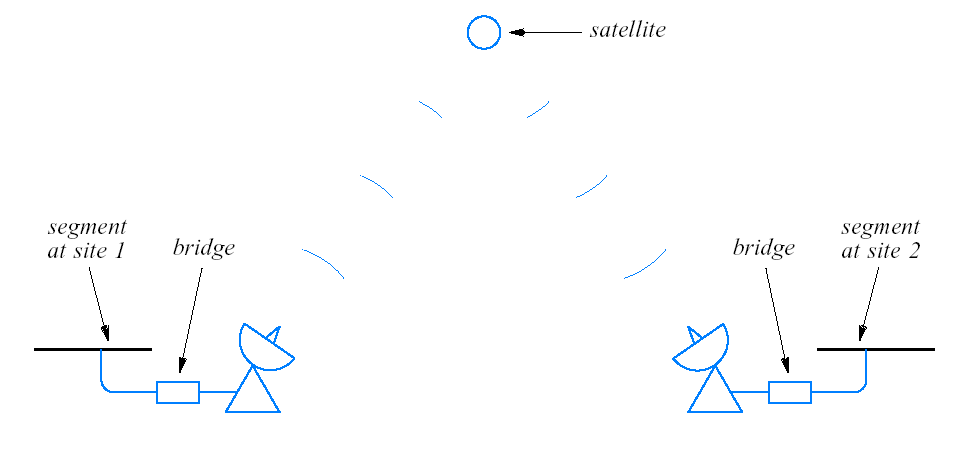 satellite
segment
at site 1
bridge
bridge
segment
at site 2